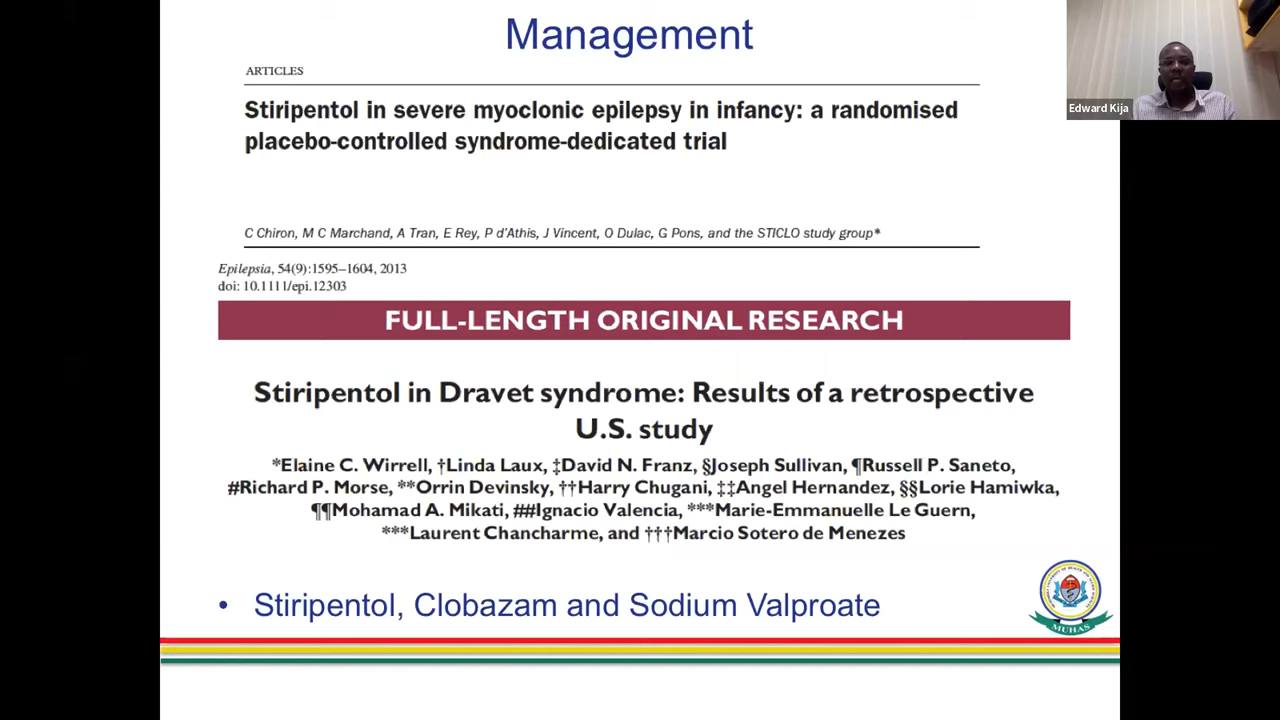 Management
Edward Kija
ARTICLES
Stiripentol in severe myoclonic epilepsy in infancy: a randomised
placebo-controlled syndrome-dedicated trial
C Chiron, M C Marchand, A Tran, E Rey, P d'Athis, J Vincent, O Dulac, G Pons, and the STICLO study group*
Epilepsia, 54(9):1595–1604, 2013
doi: 10.1111/epi.12303
FULL-LENGTH ORIGINAL RESEARCH
Stiripentol in Dravet syndrome: Results of a retrospective
U.S. study
*Elaine C. Wirrell, †Linda Laux, ‡David N. Franz, §Joseph Sullivan, ¶Russell P. Saneto,
#Richard P. Morse, **Orrin Devinsky, ††Harry Chugani, ‡‡Angel Hernandez, §§Lorie Hamiwka,
¶¶Mohamad A. Mikati, ##Ignacio Valencia, ***Marie-Emmanuelle Le Guern,
***Laurent Chancharme, and †††Marcio Sotero de Menezes
• Stiripentol, Clobazam and Sodium Valproate
MUHAS